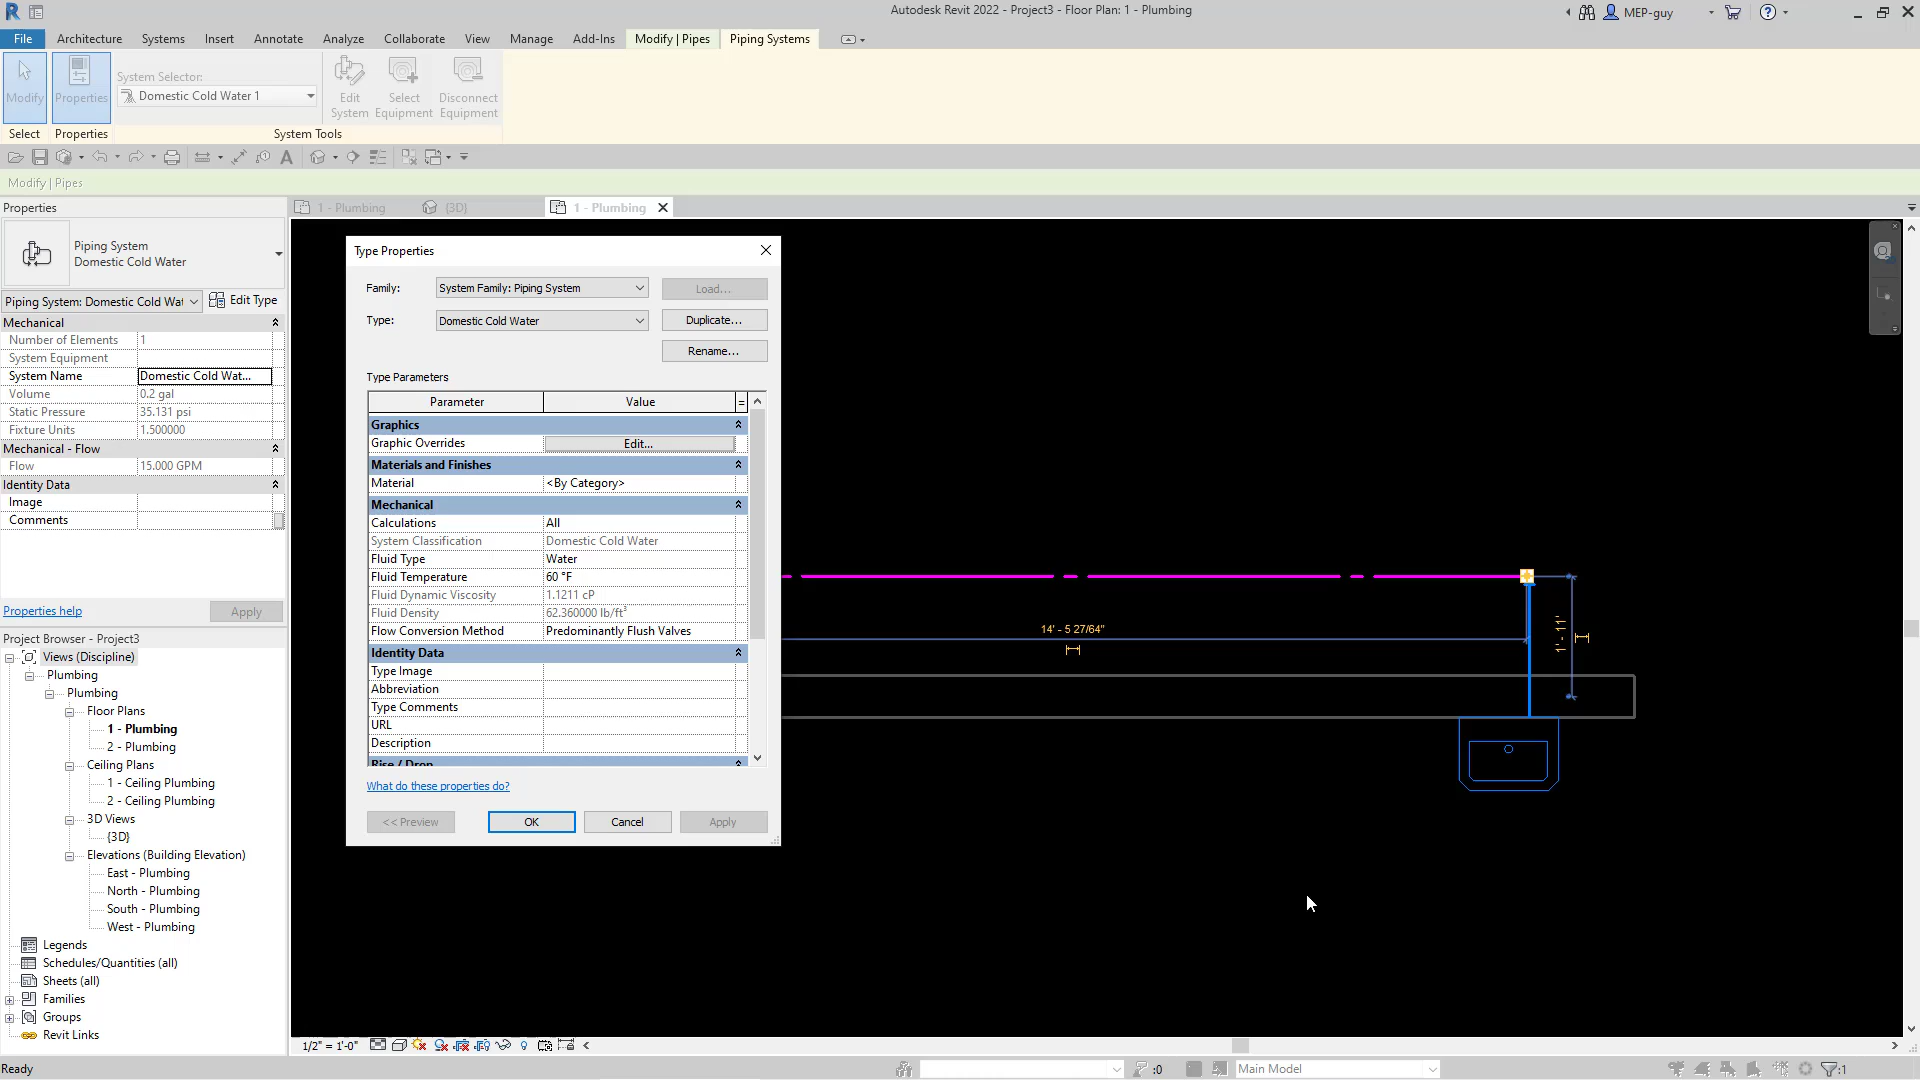 Autodesk Revit 2022 - Project3 - Floor Plan: 1 - Plumbing
MEP-guy
File Architecture Systems Insert Annotate Analyze Collaborate View Manage Add-Ins Modify | Pipes Piping Systems
System Selector:
Domestic Cold Water 1
Modify Properties Edit System Select Equipment Disconnect Equipment
Select Properties System Tools
Modify | Pipes
Properties
1 - Plumbing {3D} 1 - Plumbing
Piping System
Domestic Cold Water
Piping System: Domestic Cold Wat Edit Type
Mechanical
Number of Elements 1
System Equipment
System Name Domestic Cold Wat...
Volume 0.2 gal
Static Pressure 35.131 psi
Fixture Units 1.500000
Mechanical - Flow
Flow 15.000 GPM
Identity Data
Image
Comments
Properties help Apply
Project Browser - Project3
Views (Discipline)
Plumbing
Plumbing
Floor Plans
1 - Plumbing
2 - Plumbing
Ceiling Plans
1 - Ceiling Plumbing
2 - Ceiling Plumbing
3D Views
{3D}
Elevations (Building Elevation)
East - Plumbing
North - Plumbing
South - Plumbing
West - Plumbing
Legends
Schedules/Quantities (all)
Sheets (all)
Families
Groups
Revit Links
Type Properties
Family: System Family: Piping System Load...
Type: Domestic Cold Water Duplicate...
Rename...
Type Parameters
Parameter Value =
Graphics
Graphic Overrides Edit...
Materials and Finishes
Material <By Category>
Mechanical
Calculations All
System Classification Domestic Cold Water
Fluid Type Water
Fluid Temperature 60 °F
Fluid Dynamic Viscosity 1.1211 cP
Fluid Density 62.360000 lb/ft³
Flow Conversion Method Predominantly Flush Valves
Identity Data
Type Image
Abbreviation
Type Comments
URL
Description
Rise / Drop
What do these properties do?
<< Preview OK Cancel Apply
14' - 5 27/64"
1' - 11'
1/2" = 1'-0"
Ready
:0
Main Model
:1